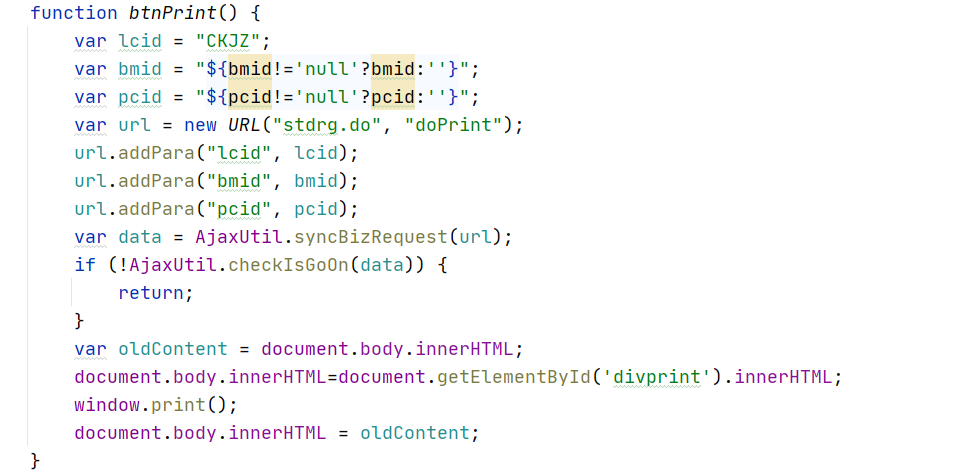 function btnPrint() {
    var lcid = "CKJZ";
    var bmid = "${bmid!='null'?bmid:''}";
    var pcid = "${pcid!='null'?pcid:''}";
    var url = new URL("stdrg.do", "doPrint");
    url.addPara("lcid", lcid);
    url.addPara("bmid", bmid);
    url.addPara("pcid", pcid);
    var data = AjaxUtil.syncBizRequest(url);
    if (!AjaxUtil.checkIsGoOn(data)) {
        return;
    }
    var oldContent = document.body.innerHTML;
    document.body.innerHTML=document.getElementById('divprint').innerHTML;
    window.print();
    document.body.innerHTML = oldContent;
}